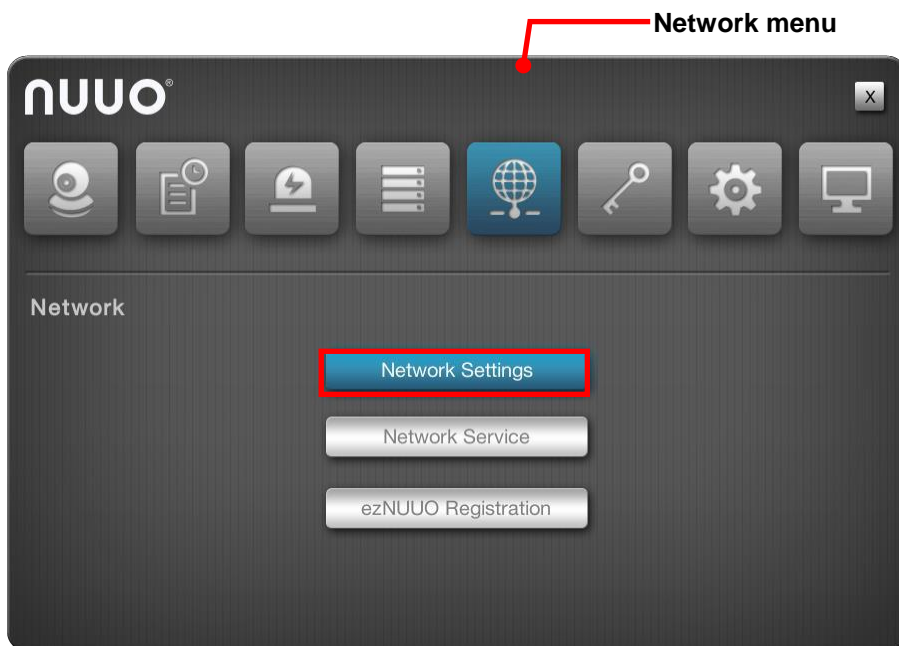 Network menu
nuuo®
X
Network
Network Settings
Network Service
ezNUUO Registration